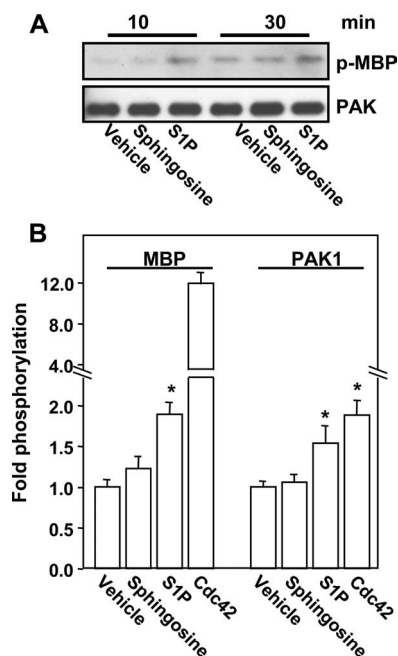 A
10 30 min
p-MBP
PAK
Vehicle Sphingosine S1P Vehicle Sphingosine S1P
B
MBP PAK1
Fold phosphorylation
12.0
8.0
4.0
2.0
1.5
1.0
0.5
0.0
* * *
Vehicle Sphingosine S1P Cdc42 Vehicle Sphingosine S1P Cdc42